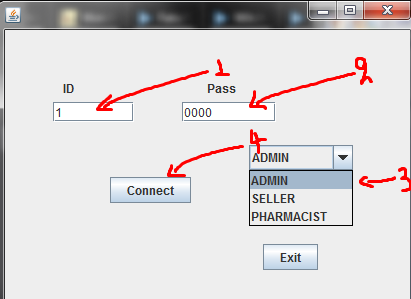 1
2
ID
Pass
1
0000
4
ADMIN
ADMIN
3
Connect
SELLER
PHARMACIST
Exit